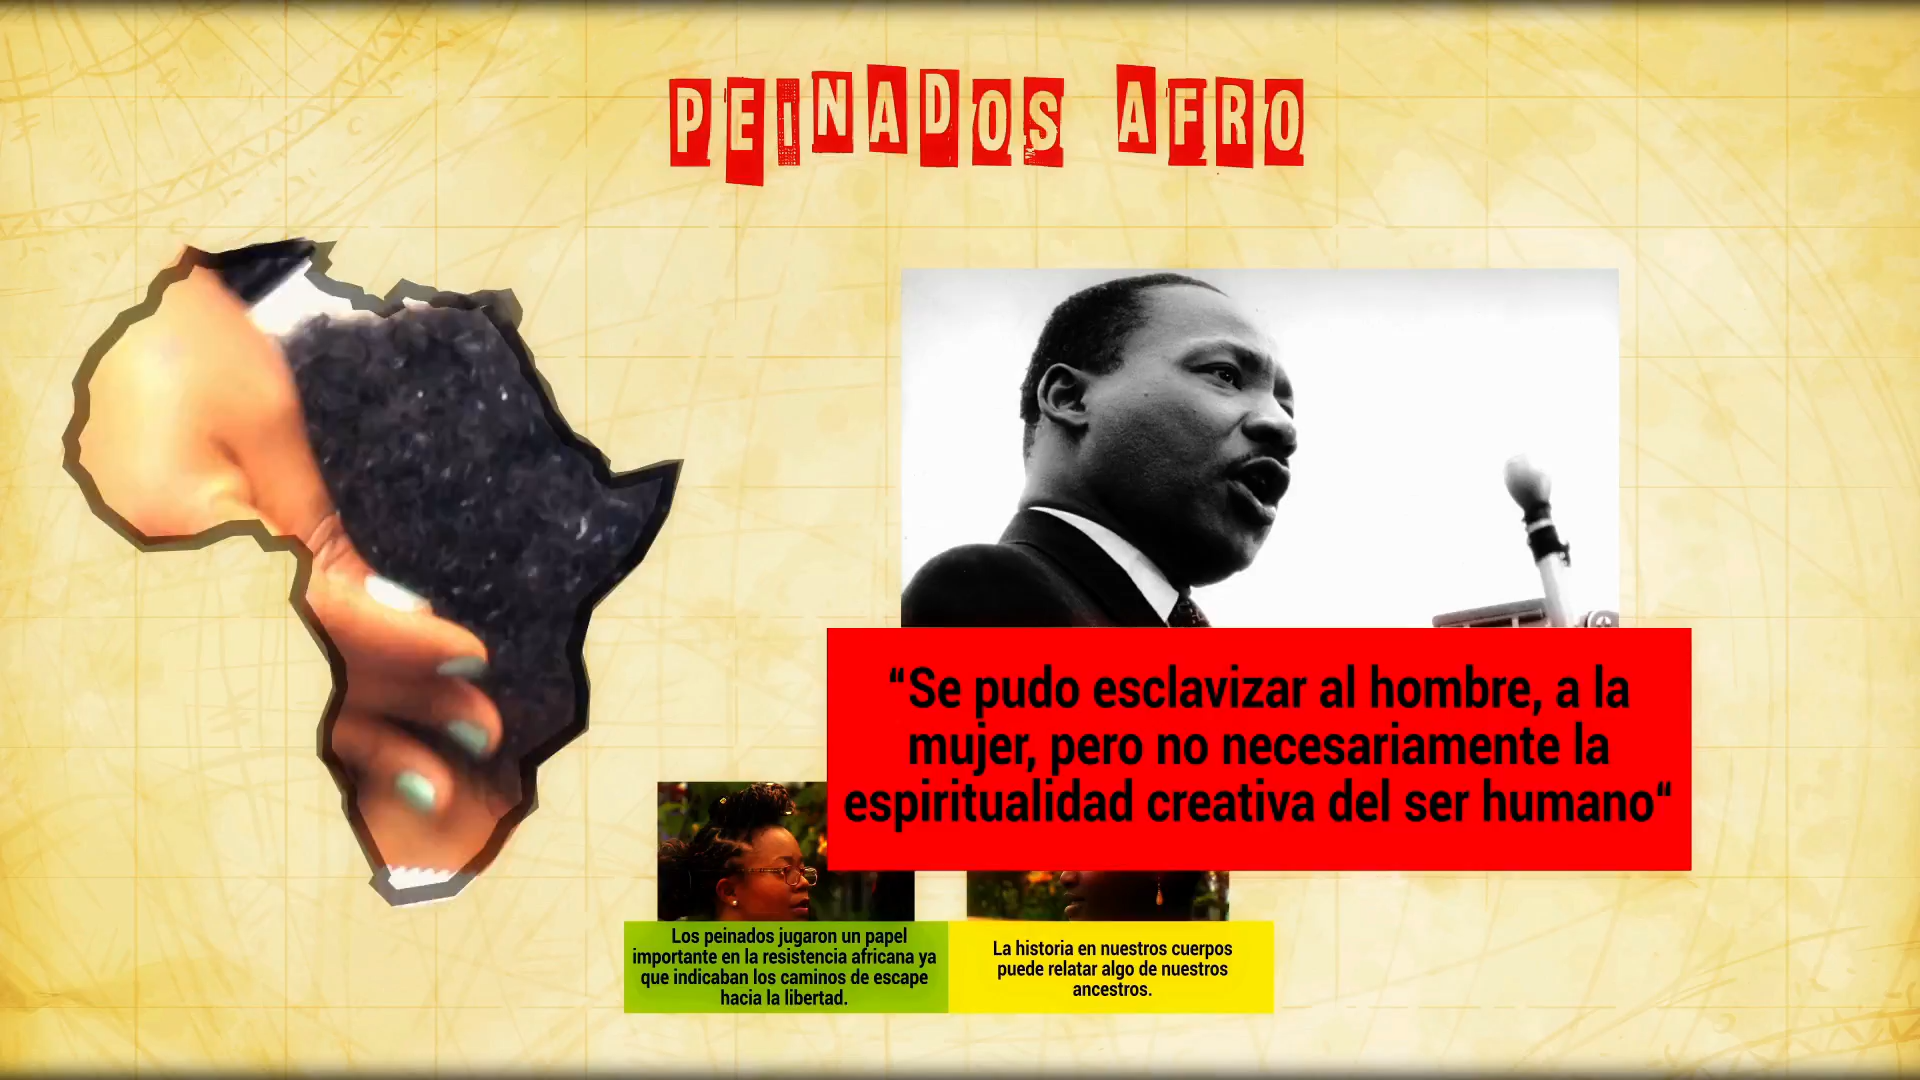 PEINADOS AFRO
“Se pudo esclavizar al hombre, a la
mujer, pero no necesariamente la
espiritualidad creativa del ser humano“
Los peinados jugaron un papel
importante en la resistencia africana ya
que indicaban los caminos de escape
hacia la libertad.
La historia en nuestros cuerpos
puede relatar algo de nuestros
ancestros.